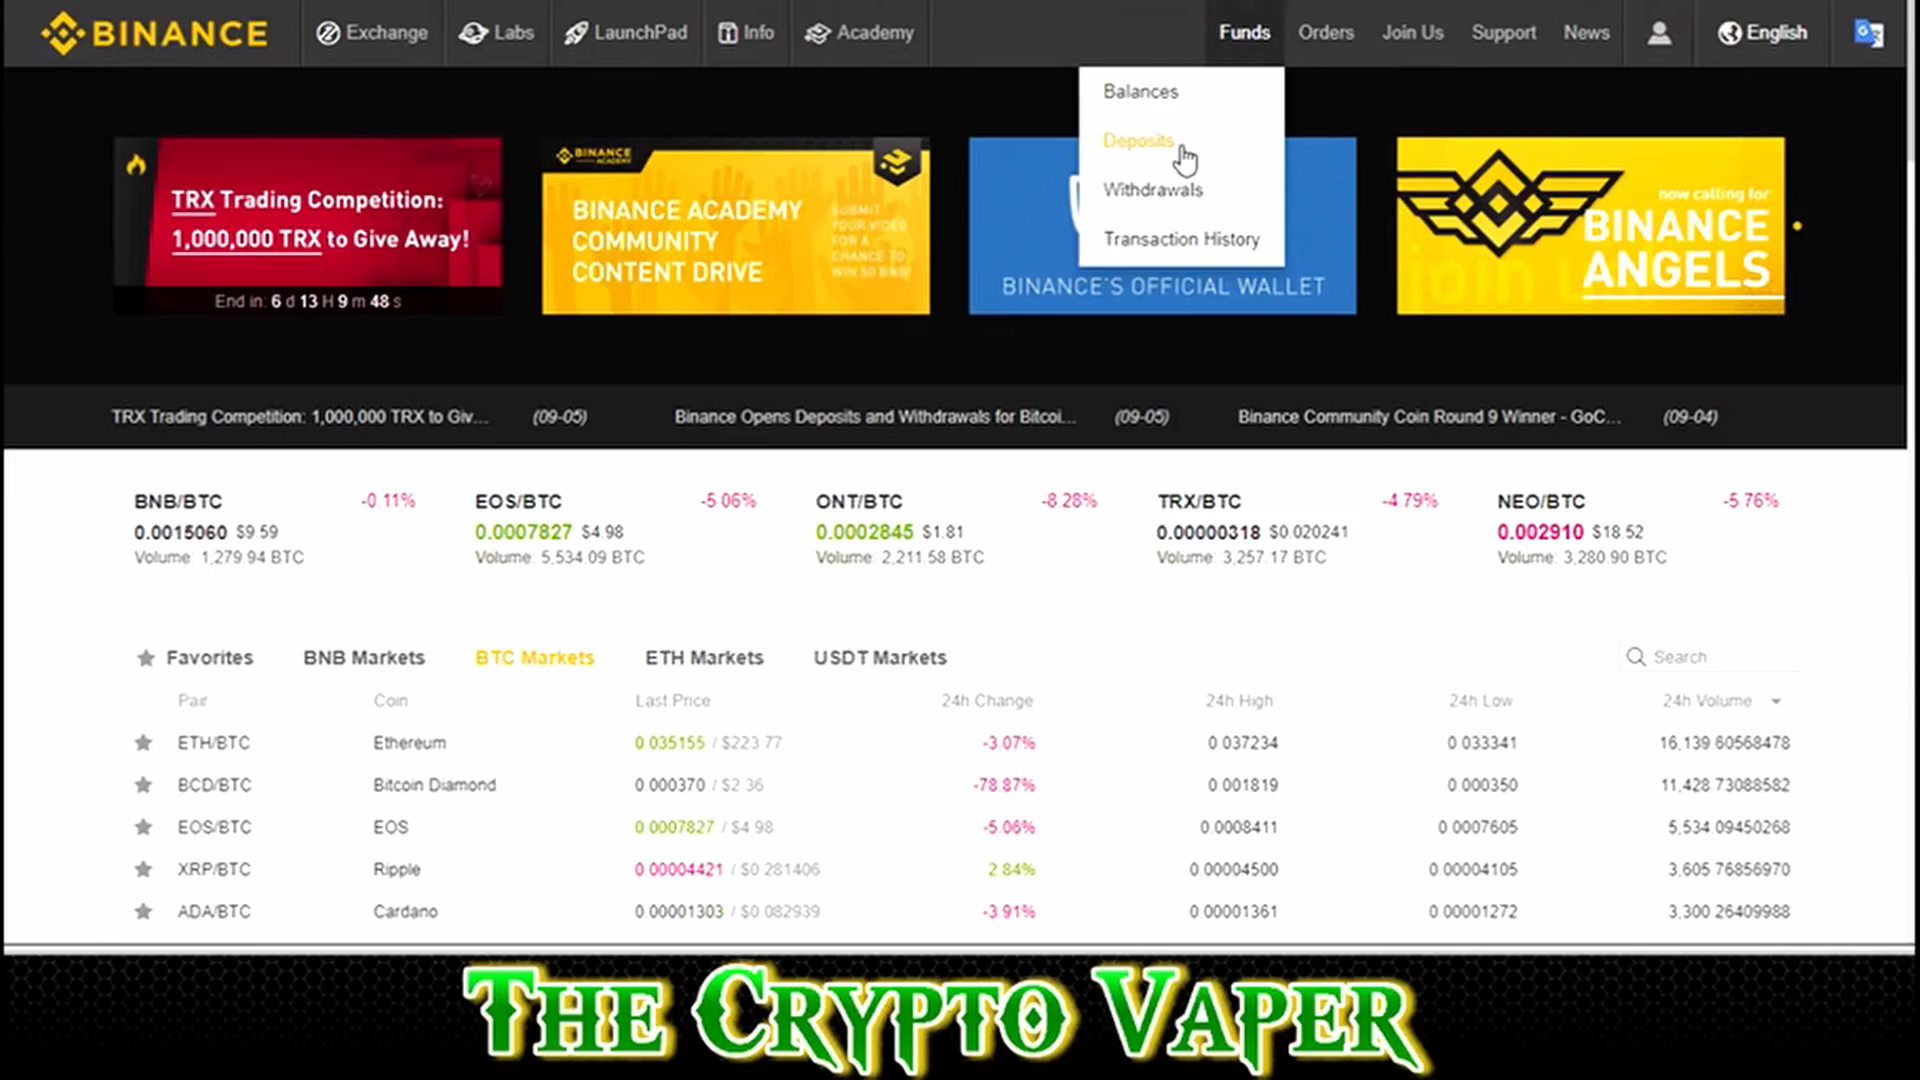 BINANCE
Exchange
Labs
LaunchPad
Info
Academy
Funds
Orders
Join Us
Support
News
English
Balances
Deposits
Withdrawals
Transaction History
TRX Trading Competition:
1,000,000 TRX to Give Away!
End in: 6 d 13 H 9 m 48 s
BINANCE
ACADEMY
BINANCE ACADEMY
COMMUNITY
CONTENT DRIVE
SUBMIT
YOUR VIDEO
FOR A
CHANCE TO
WIN 50 BNB!
BINANCE'S OFFICIAL WALLET
now calling for
BINANCE
ANGELS
join
TRX Trading Competition: 1,000,000 TRX to Giv... (09-05)
Binance Opens Deposits and Withdrawals for Bitcoi... (09-05)
Binance Community Coin Round 9 Winner - GoC... (09-04)
BNB/BTC -0.11%
0.0015060 $9.59
Volume: 1,279.94 BTC
EOS/BTC -5.06%
0.0007827 $4.98
Volume: 5,534.09 BTC
ONT/BTC -8.28%
0.0002845 $1.81
Volume: 2,211.58 BTC
TRX/BTC -4.79%
0.00000318 $0.020241
Volume: 3,257.17 BTC
NEO/BTC -5.76%
0.002910 $18.52
Volume: 3,280.90 BTC
Favorites BNB Markets BTC Markets ETH Markets USDT Markets Search
Pair Coin Last Price 24h Change 24h High 24h Low 24h Volume
ETH/BTC Ethereum 0.035155 / $223.77 -3.07% 0.037234 0.033341 16,139.60568478
BCD/BTC Bitcoin Diamond 0.000370 / $2.36 -78.87% 0.001819 0.000350 11,428.73088582
EOS/BTC EOS 0.0007827 / $4.98 -5.06% 0.0008411 0.0007605 5,534.09450268
XRP/BTC Ripple 0.00004421 / $0.281406 2.84% 0.00004500 0.00004105 3,605.76856970
ADA/BTC Cardano 0.00001303 / $0.082939 -3.91% 0.00001361 0.00001272 3,300.26409988
THE CRYPTO VAPER